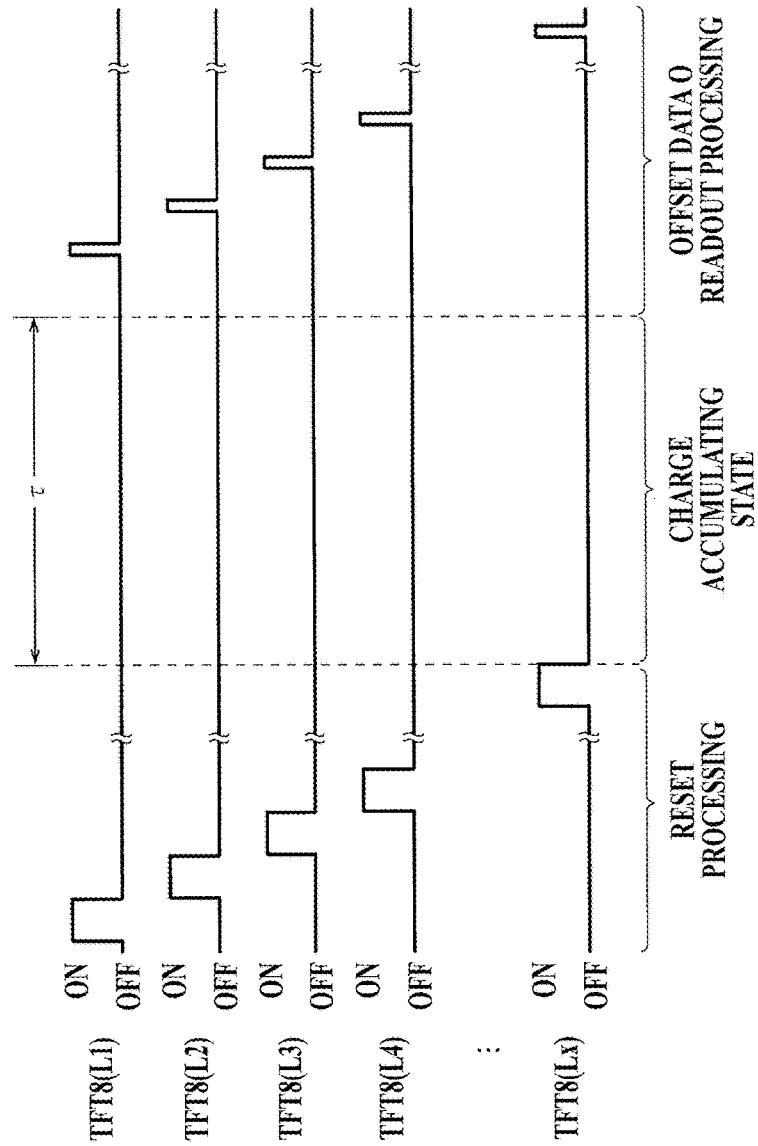 τ
TFT8(L1)
ON
OFF
TFT8(L2)
ON
OFF
TFT8(L3)
ON
OFF
TFT8(L4)
ON
OFF
⋮
TFT8(Lx)
ON
OFF
RESET
PROCESSING
CHARGE
ACCUMULATING
STATE
OFFSET DATA O
READOUT PROCESSING